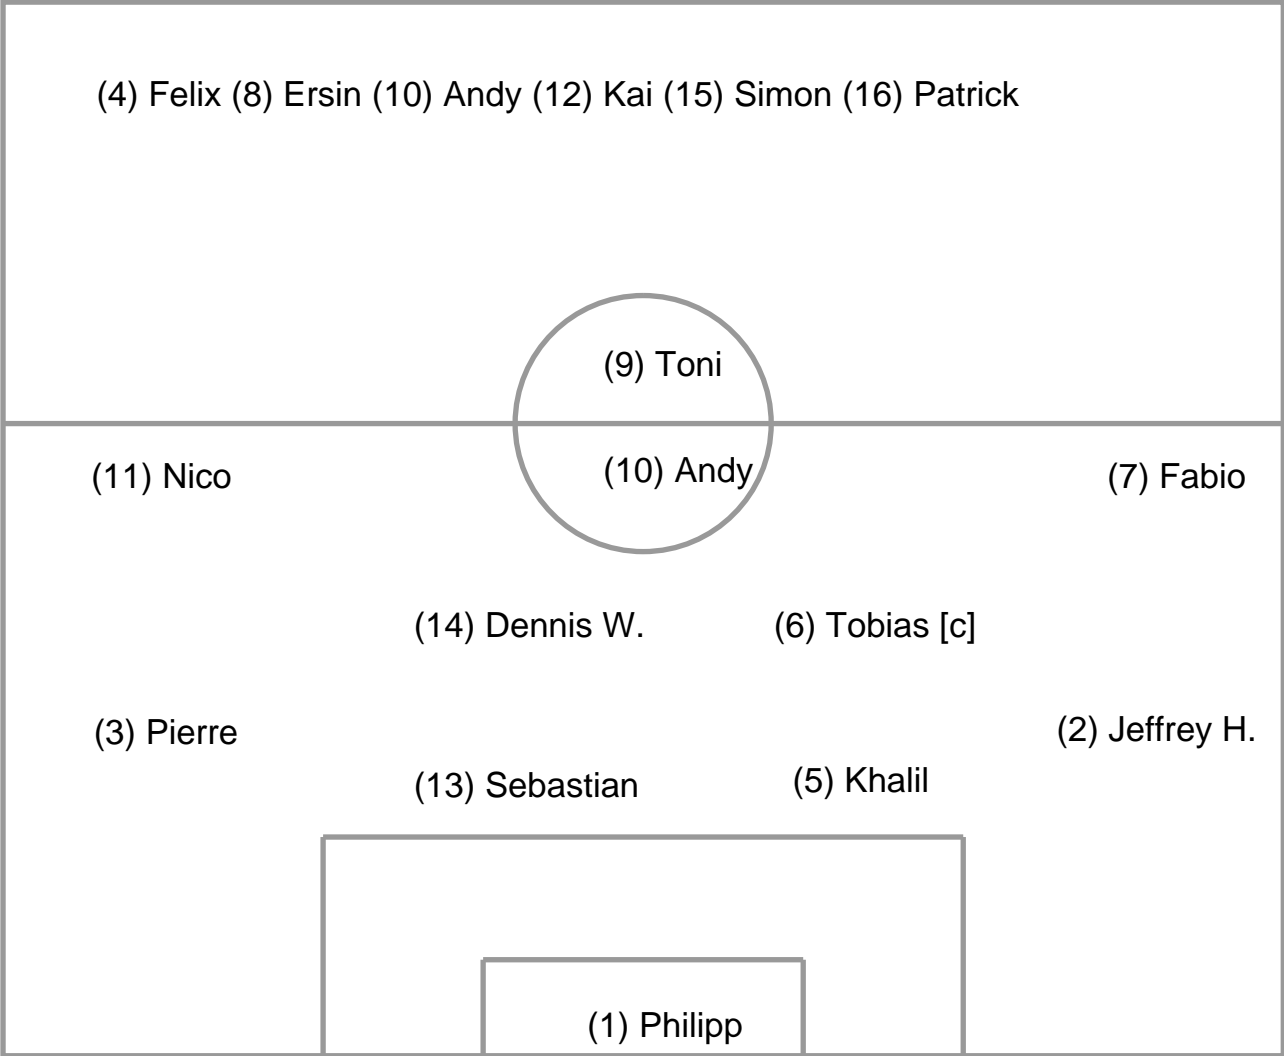 (4) Felix (8) Ersin (10) Andy (12) Kai (15) Simon (16) Patrick
(9) Toni
(11) Nico
(10) Andy
(7) Fabio
(14) Dennis W.
(6) Tobias [c]
(3) Pierre
(2) Jeffrey H.
(13) Sebastian
(5) Khalil
(1) Philipp